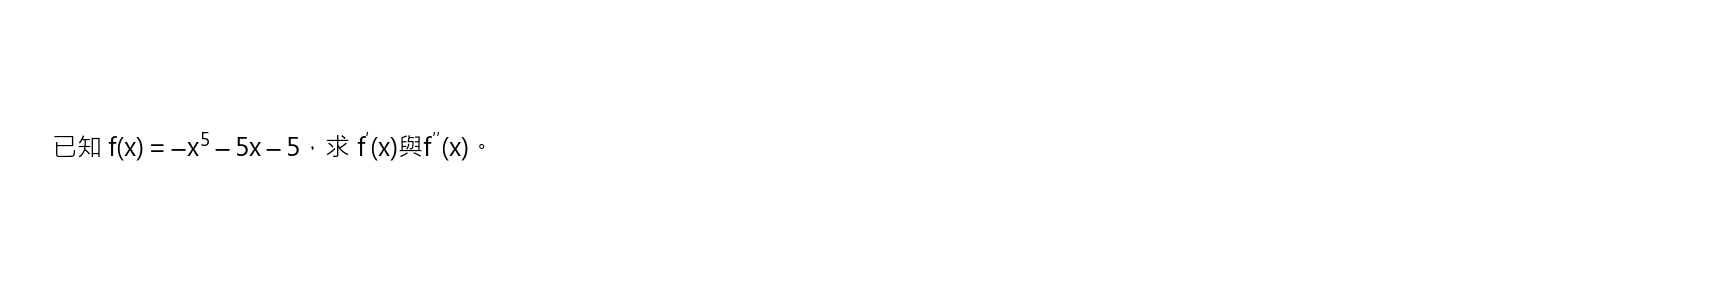 已知 f(x) = −x⁵ − 5x − 5，求 f′(x)與f′′(x)。